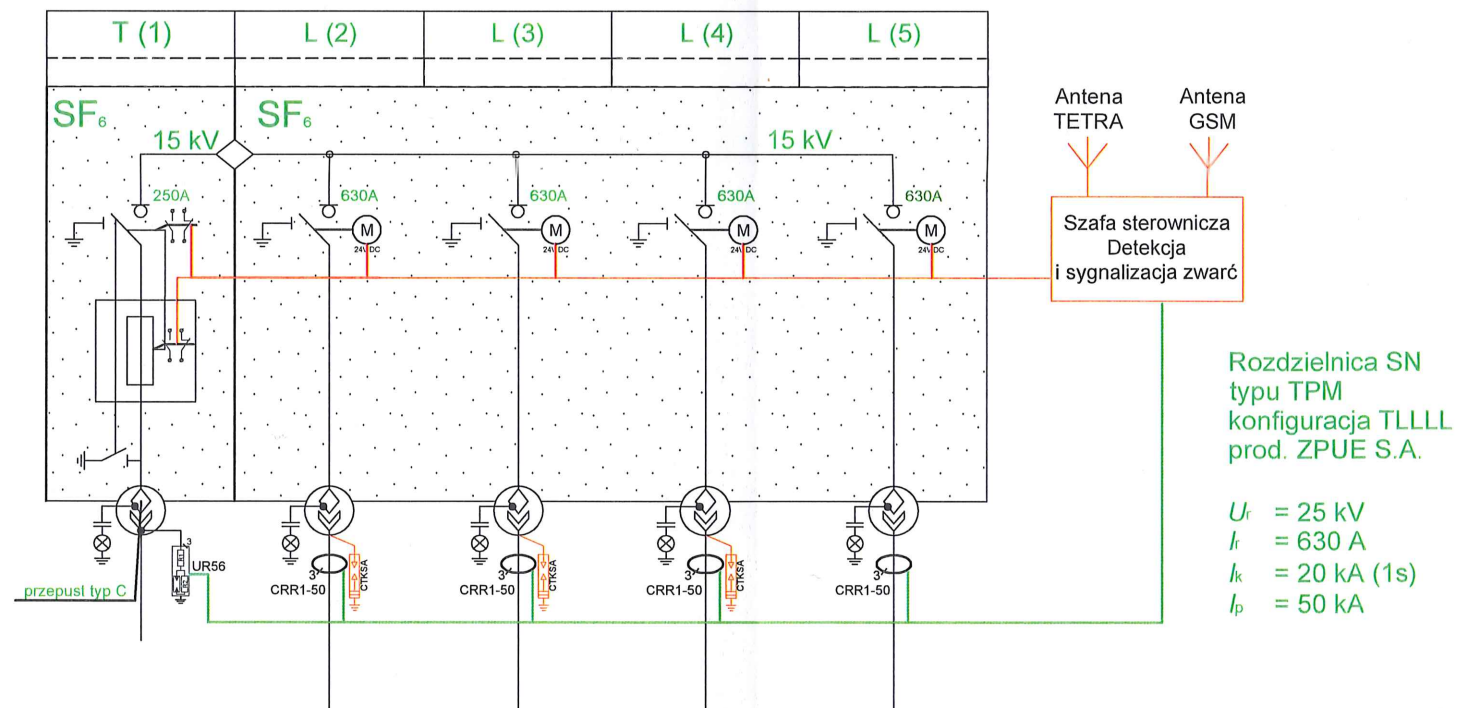 T (1)
L (2)
L (3)
L (4)
L (5)
SF₆
SF₆
15 kV
15 kV
250A
630A
630A
630A
630A
M
M
M
M
24V DC
24V DC
24V DC
24V DC
Antena
TETRA
Antena
GSM
Szafa sterownicza
Detekcja
i sygnalizacja zwarć
Rozdzielnica SN
typu TPM
konfiguracja TLLLL
prod. ZPUE S.A.
Uᵣ = 25 kV
Iᵣ = 630 A
Iₖ = 20 kA (1s)
Iₚ = 50 kA
3
UR56
przepust typ C
3
CRR1-50
CTKSA
3
CRR1-50
CTKSA
3
CRR1-50
CTKSA
3
CRR1-50